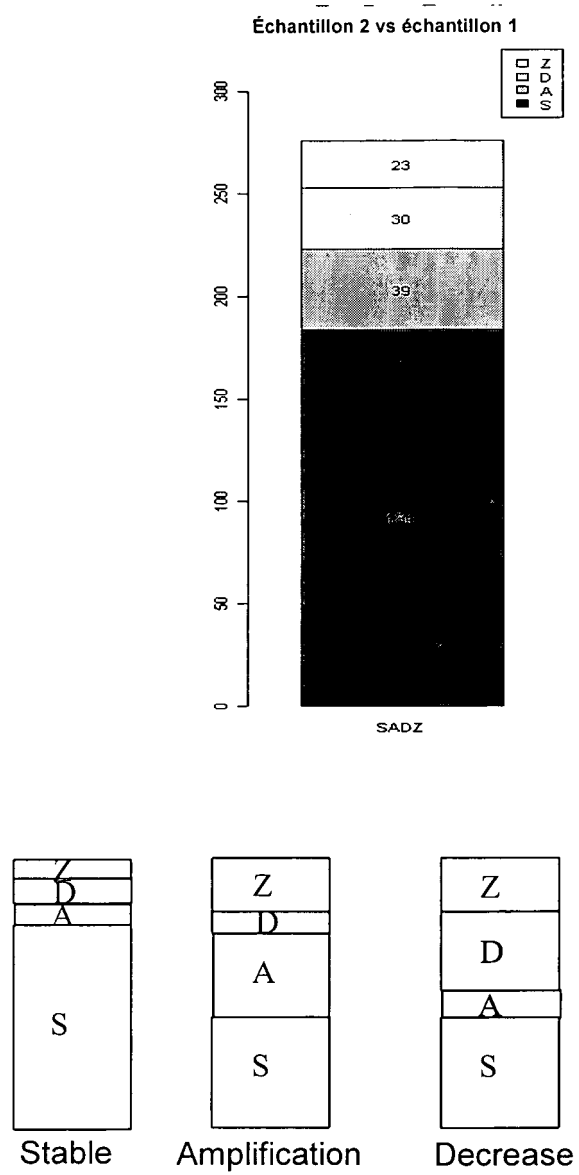 Échantillon 2 vs échantillon 1
Z
D
A
S
300
250
200
150
100
50
0
23
30
39
SADZ
Z
D
A
S
Stable
Z
D
A
S
Amplification
Z
D
A
S
Decrease